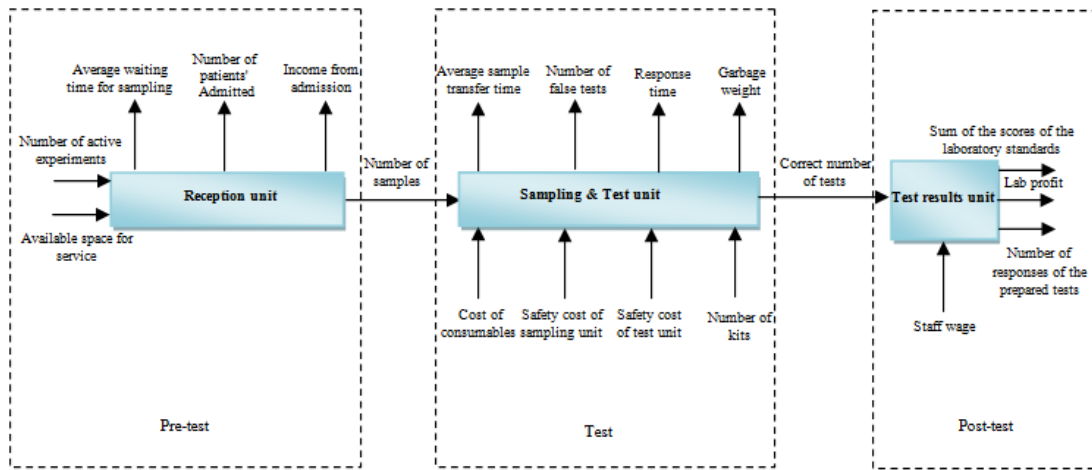 Average waiting
time for sampling
Number of
patients'
Admitted
Income from
admission
Number of active
experiments
Reception unit
Available space for
service
Pre-test
Number of
samples
Average sample
transfer time
Number of
false tests
Response
time
Garbage
weight
Sampling & Test unit
Cost of
consumables
Safety cost of
sampling unit
Safety cost
of test unit
Number of
kits
Test
Correct number
of tests
Sum of the scores of the
laboratory standards
Test results unit
Lab profit
Number of
responses of the
prepared tests
Staff wage
Post-test